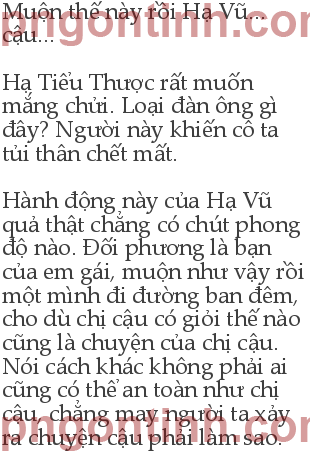 Muộn thế này rồi Hạ Vũ...
cậu...
Hạ Tiểu Thược rất muốn
mắng chửi. Loại đàn ông gì
đây? Người này khiến cô ta
tủi thân chết mất.
Hành động này của Hạ Vũ
quả thật chẳng có chút phong
độ nào. Đối phương là bạn
của em gái, muộn như vậy rồi
một mình đi đường ban đêm,
cho dù chị cậu có giỏi thế nào
cũng là chuyện của chị cậu.
Nói cách khác không phải ai
cũng có thể an toàn như chị
cậu, chẳng may người ta xảy
ra chuyện cậu phải làm sao.
pngontinh.com
pngontinh.com